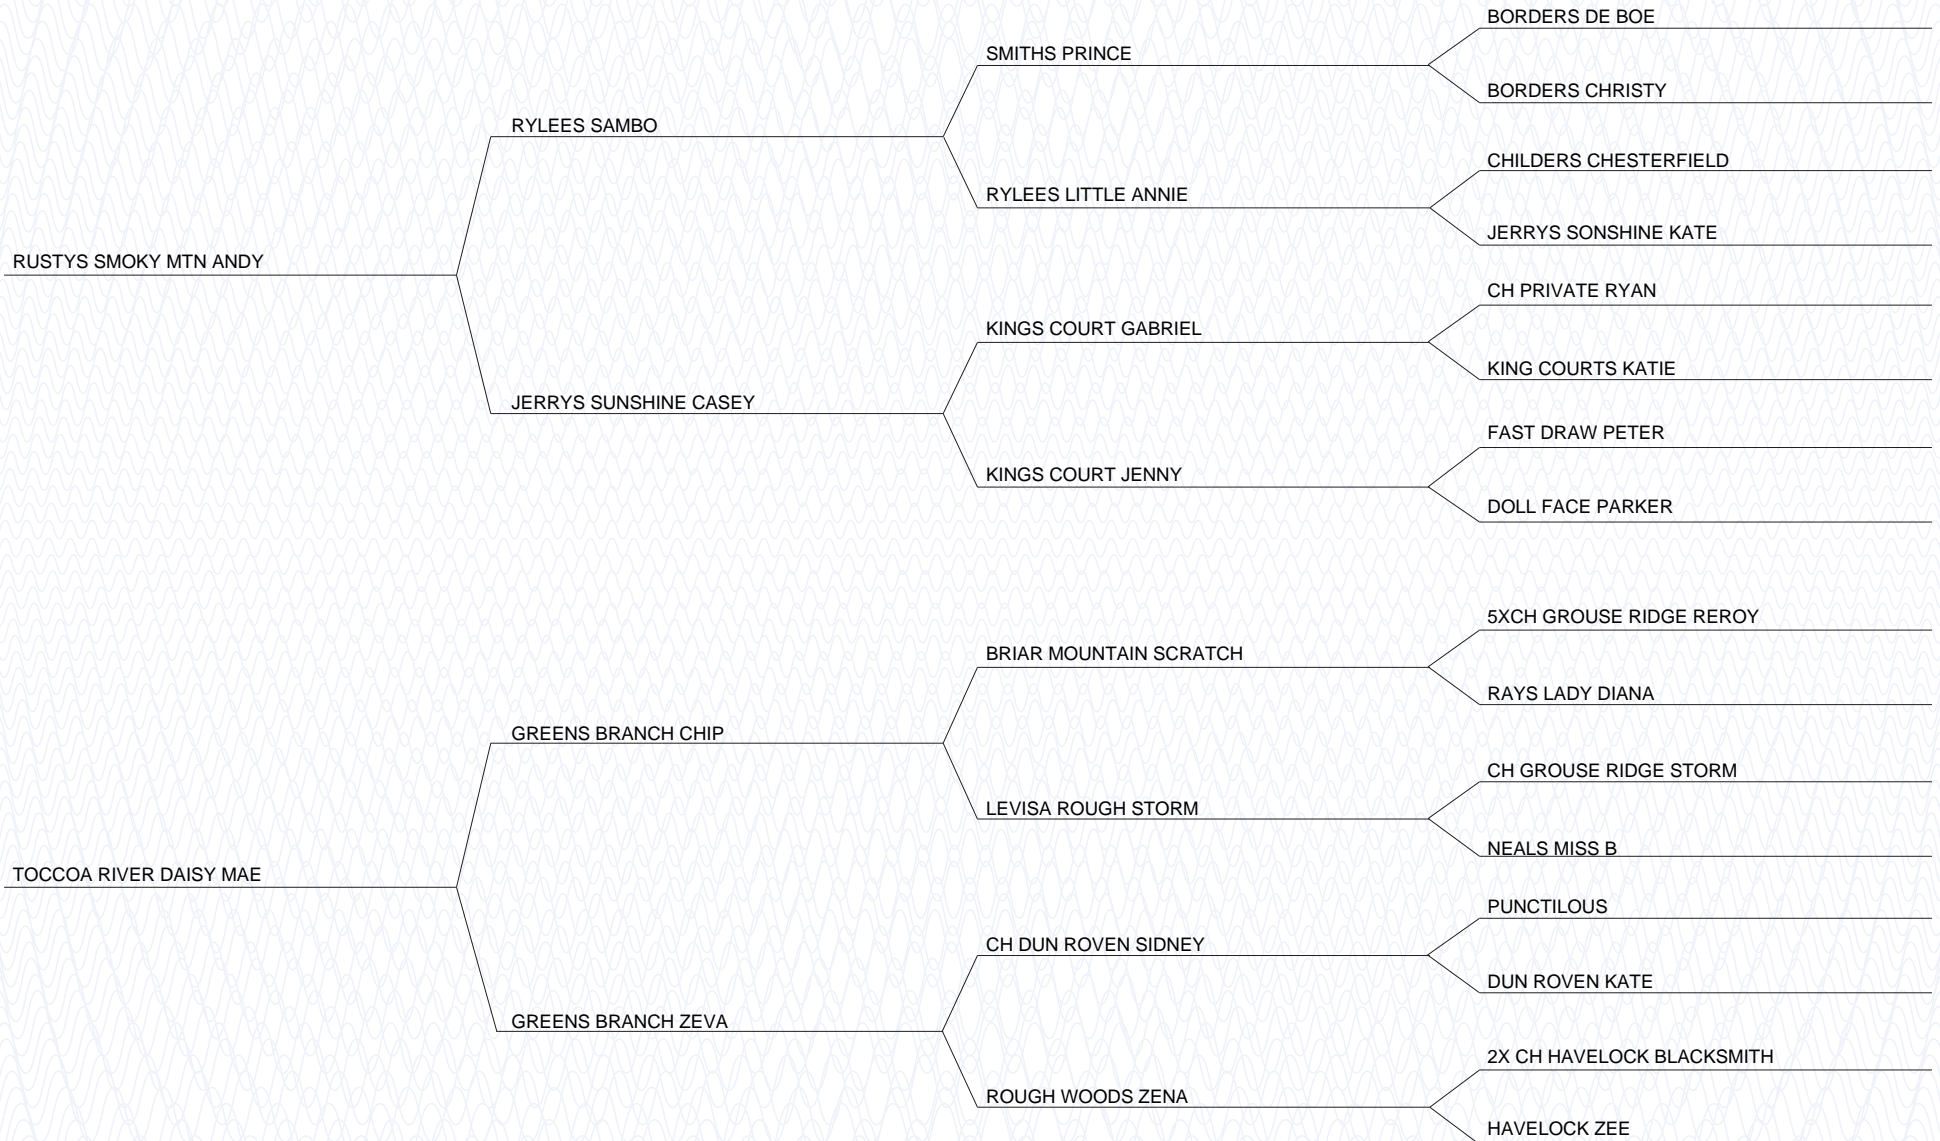 BORDERS DE BOE
SMITHS PRINCE
BORDERS CHRISTY
RYLEES SAMBO
CHILDERS CHESTERFIELD
RYLEES LITTLE ANNIE
JERRYS SONSHINE KATE
RUSTYS SMOKY MTN ANDY
CH PRIVATE RYAN
KINGS COURT GABRIEL
KING COURTS KATIE
JERRYS SUNSHINE CASEY
FAST DRAW PETER
KINGS COURT JENNY
DOLL FACE PARKER
5XCH GROUSE RIDGE REROY
BRIAR MOUNTAIN SCRATCH
RAYS LADY DIANA
GREENS BRANCH CHIP
CH GROUSE RIDGE STORM
LEVISA ROUGH STORM
NEALS MISS B
TOCCOA RIVER DAISY MAE
PUNCTILOUS
CH DUN ROVEN SIDNEY
DUN ROVEN KATE
GREENS BRANCH ZEVA
2X CH HAVELOCK BLACKSMITH
ROUGH WOODS ZENA
HAVELOCK ZEE